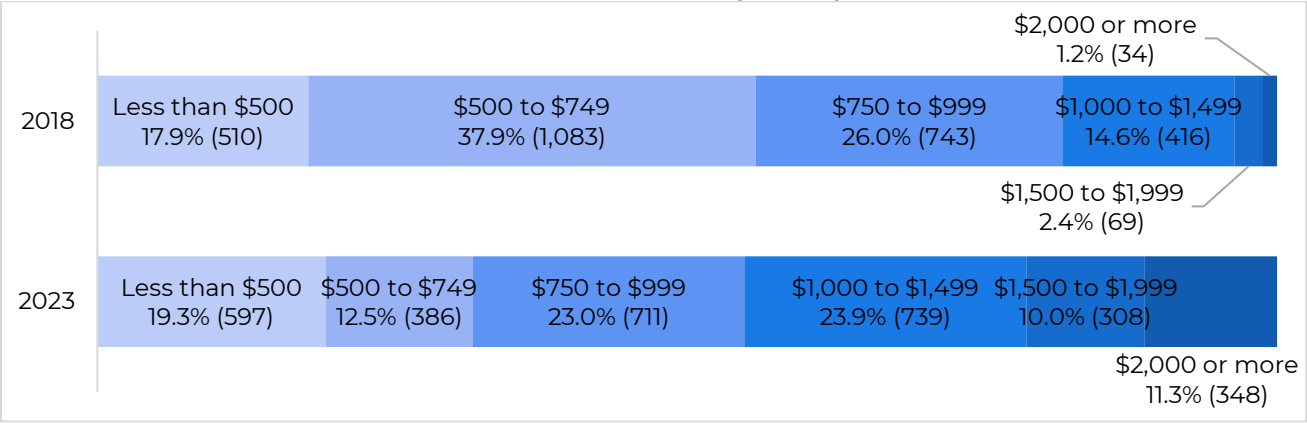 $2,000 or more
1.2% (34)
2018
Less than $500
17.9% (510)
$500 to $749
37.9% (1,083)
$750 to $999
26.0% (743)
$1,000 to $1,499
14.6% (416)
$1,500 to $1,999
2.4% (69)
2023
Less than $500
19.3% (597)
$500 to $749
12.5% (386)
$750 to $999
23.0% (711)
$1,000 to $1,499
23.9% (739)
$1,500 to $1,999
10.0% (308)
$2,000 or more
11.3% (348)